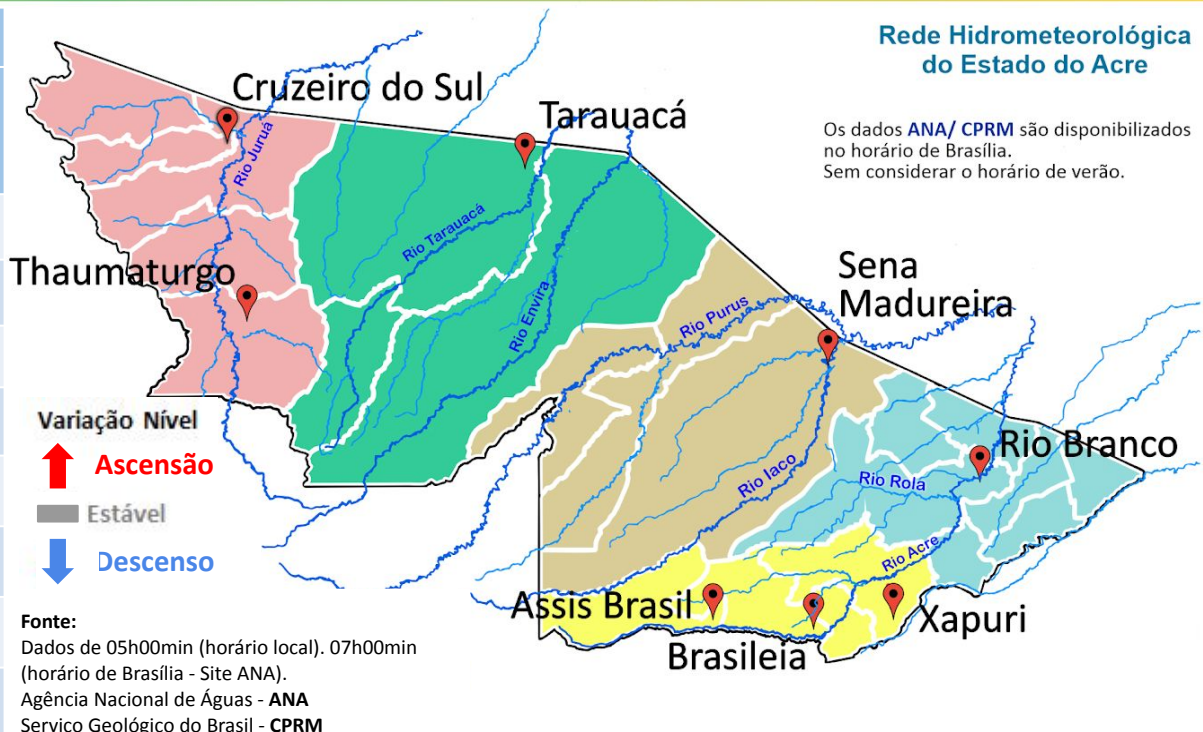 Rede Hidrometeorológica
do Estado do Acre
Os dados ANA/ CPRM são disponibilizados
no horário de Brasília.
Sem considerar o horário de verão.
Cruzeiro do Sul
Tarauacá
Rio Juruá
Rio Tarauacá
Thaumaturgo
Rio Envira
Sena
Madureira
Rio Purus
Variação Nível
Ascensão
Estável
Descenso
Rio Branco
Rio Iaco
Rio Rola
Rio Acre
Assis Brasil
Xapuri
Brasileia
Fonte:
Dados de 05h00min (horário local). 07h00min
(horário de Brasília - Site ANA).
Agência Nacional de Águas - ANA
Serviço Geológico do Brasil - CPRM